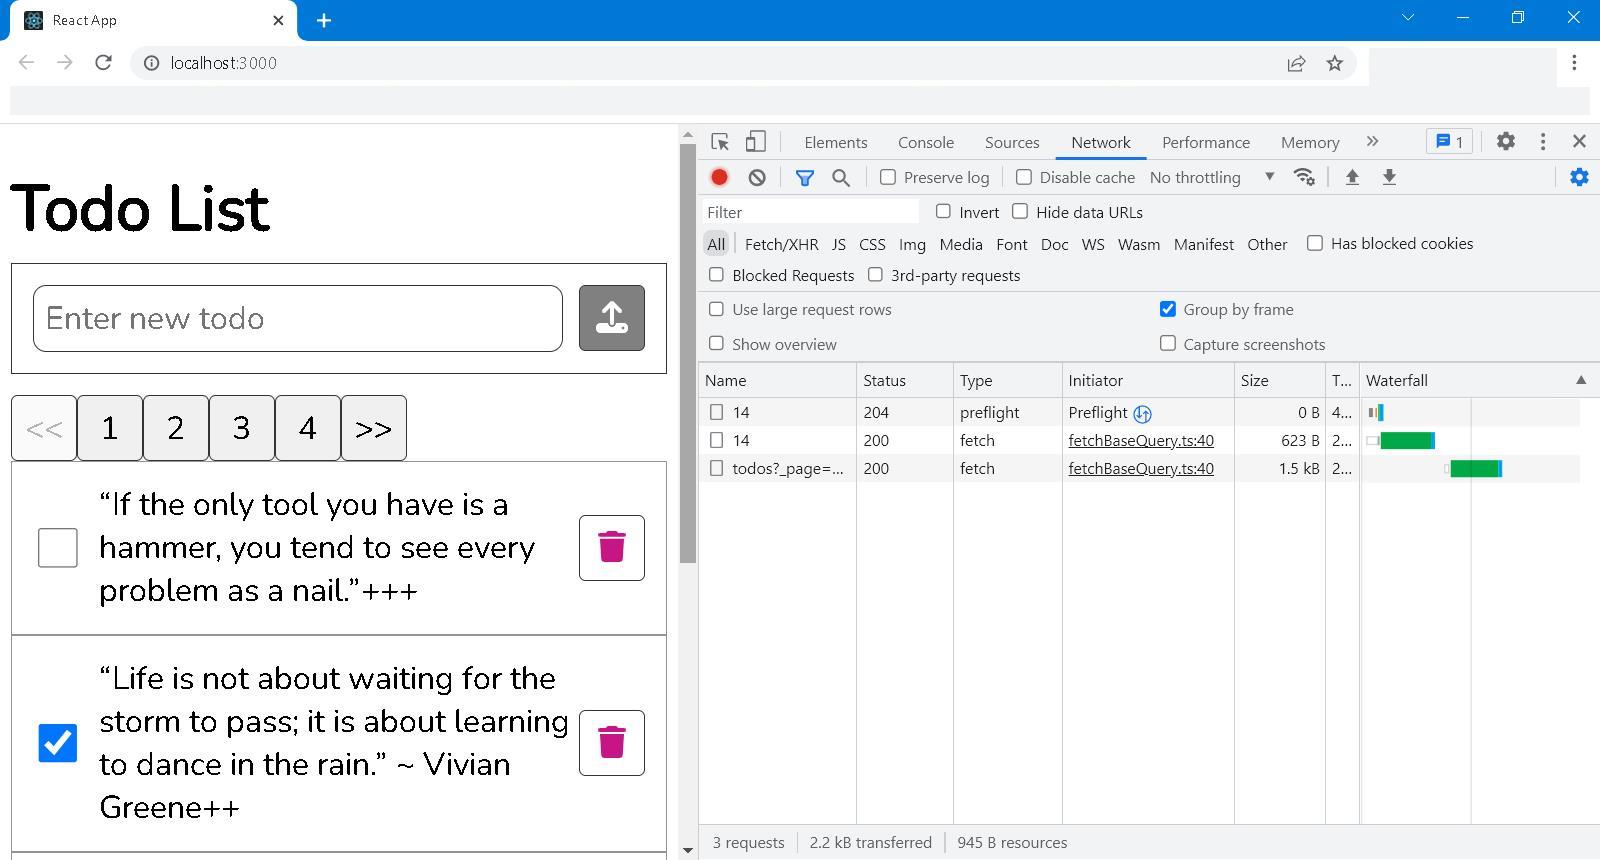 React App
localhost:3000
Todo List
Enter new todo
<< 1 2 3 4 >>
“If the only tool you have is a
hammer, you tend to see every
problem as a nail.”+++
“Life is not about waiting for the
storm to pass; it is about learning
to dance in the rain.” ~ Vivian
Greene++
Elements Console Sources Network Performance Memory 1
Preserve log Disable cache No throttling
Filter Invert Hide data URLs
All Fetch/XHR JS CSS Img Media Font Doc WS Wasm Manifest Other Has blocked cookies
Blocked Requests 3rd-party requests
Use large request rows Group by frame
Show overview Capture screenshots
Name Status Type Initiator Size T... Waterfall
14 204 preflight Preflight 0 B 4...
14 200 fetch fetchBaseQuery.ts:40 623 B 2...
todos?_page=... 200 fetch fetchBaseQuery.ts:40 1.5 kB 2...
3 requests 2.2 kB transferred 945 B resources